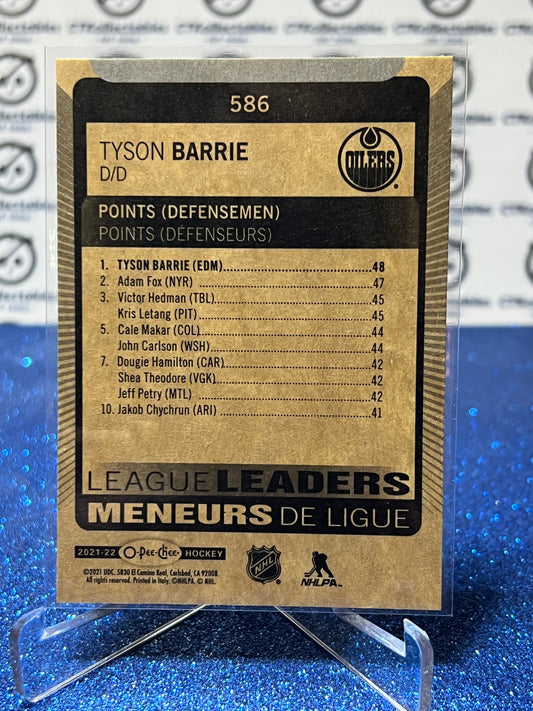 586
TYSON BARRIE
D/D
OILERS
POINTS (DEFENSEMEN)
POINTS (DÉFENSEURS)
1. TYSON BARRIE (EDM)........48
2. Adam Fox (NYR) ........47
3. Victor Hedman (TBL)........45
Kris Letang (PIT)........45
5. Cale Makar (COL)........44
John Carlson (WSH) ........44
7. Dougie Hamilton (CAR)........42
Shea Theodore (VGK)........42
Jeff Petry (MTL) ........42
10. Jakob Chychrun (ARI) ........41
LEAGUE LEADERS
MENEURS DE LIGUE
2021-22 O-Pee-Chee HOCKEY
©2021 UDC. 5830 El Camino Real, Carlsbad, CA 92008.
All rights reserved. Printed in Italy. ©NHLPA. © NHL.
NHL
NHLPA